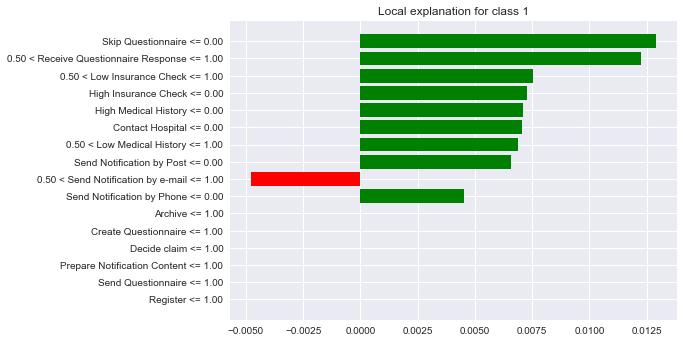 Local explanation for class 1
Skip Questionnaire <= 0.00
0.50 < Receive Questionnaire Response <= 1.00
0.50 < Low Insurance Check <= 1.00
High Insurance Check <= 0.00
High Medical History <= 0.00
Contact Hospital <= 0.00
0.50 < Low Medical History <= 1.00
Send Notification by Post <= 0.00
0.50 < Send Notification by e-mail <= 1.00
Send Notification by Phone <= 0.00
Archive <= 1.00
Create Questionnaire <= 1.00
Decide claim <= 1.00
Prepare Notification Content <= 1.00
Send Questionnaire <= 1.00
Register <= 1.00
−0.0050 −0.0025 0.0000 0.0025 0.0050 0.0075 0.0100 0.0125